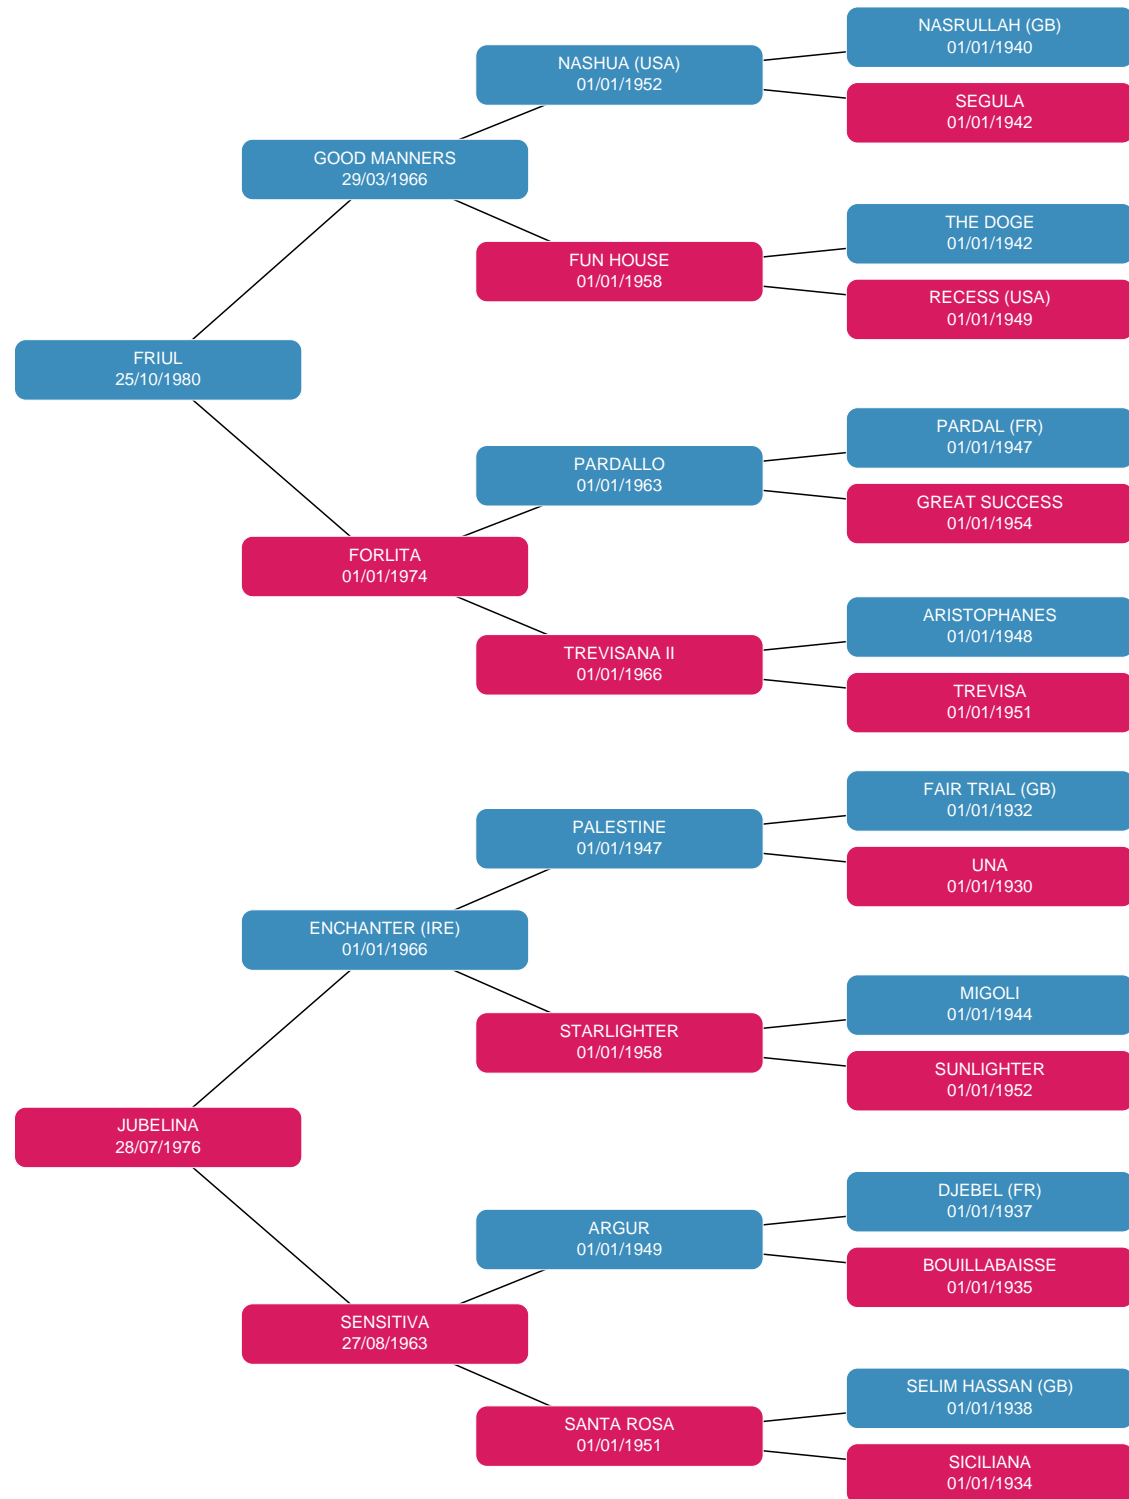 NASRULLAH (GB)
01/01/1940
NASHUA (USA)
01/01/1952
SEGULA
01/01/1942
GOOD MANNERS
29/03/1966
THE DOGE
01/01/1942
FUN HOUSE
01/01/1958
RECESS (USA)
01/01/1949
FRIUL
25/10/1980
PARDAL (FR)
01/01/1947
PARDALLO
01/01/1963
GREAT SUCCESS
01/01/1954
FORLITA
01/01/1974
ARISTOPHANES
01/01/1948
TREVISANA II
01/01/1966
TREVISA
01/01/1951
FAIR TRIAL (GB)
01/01/1932
PALESTINE
01/01/1947
UNA
01/01/1930
ENCHANTER (IRE)
01/01/1966
MIGOLI
01/01/1944
STARLIGHTER
01/01/1958
SUNLIGHTER
01/01/1952
JUBELINA
28/07/1976
DJEBEL (FR)
01/01/1937
ARGUR
01/01/1949
BOUILLABAISSE
01/01/1935
SENSITIVA
27/08/1963
SELIM HASSAN (GB)
01/01/1938
SANTA ROSA
01/01/1951
SICILIANA
01/01/1934